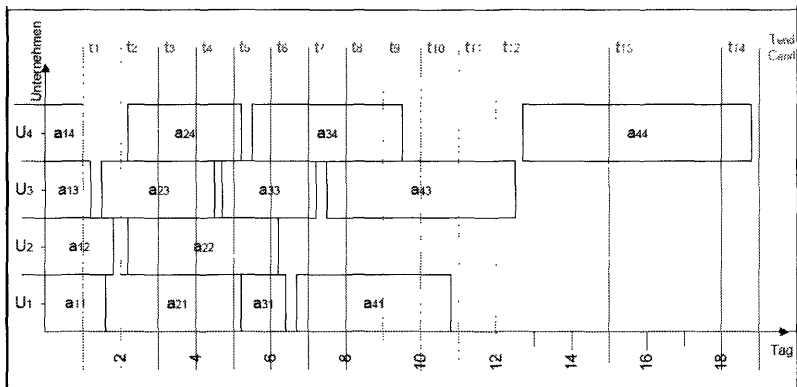 Unternehmen
t1 t2 t3 t4 t5 t6 t7 t8 t9 t10 t11 t12 t13 t14
U4 a14 a24 a34 a44
U3 a13 a23 a33 a43
U2 a12 a22
U1 a11 a21 a31 a41
2 4 6 8 10 12 14 16 18
Tag